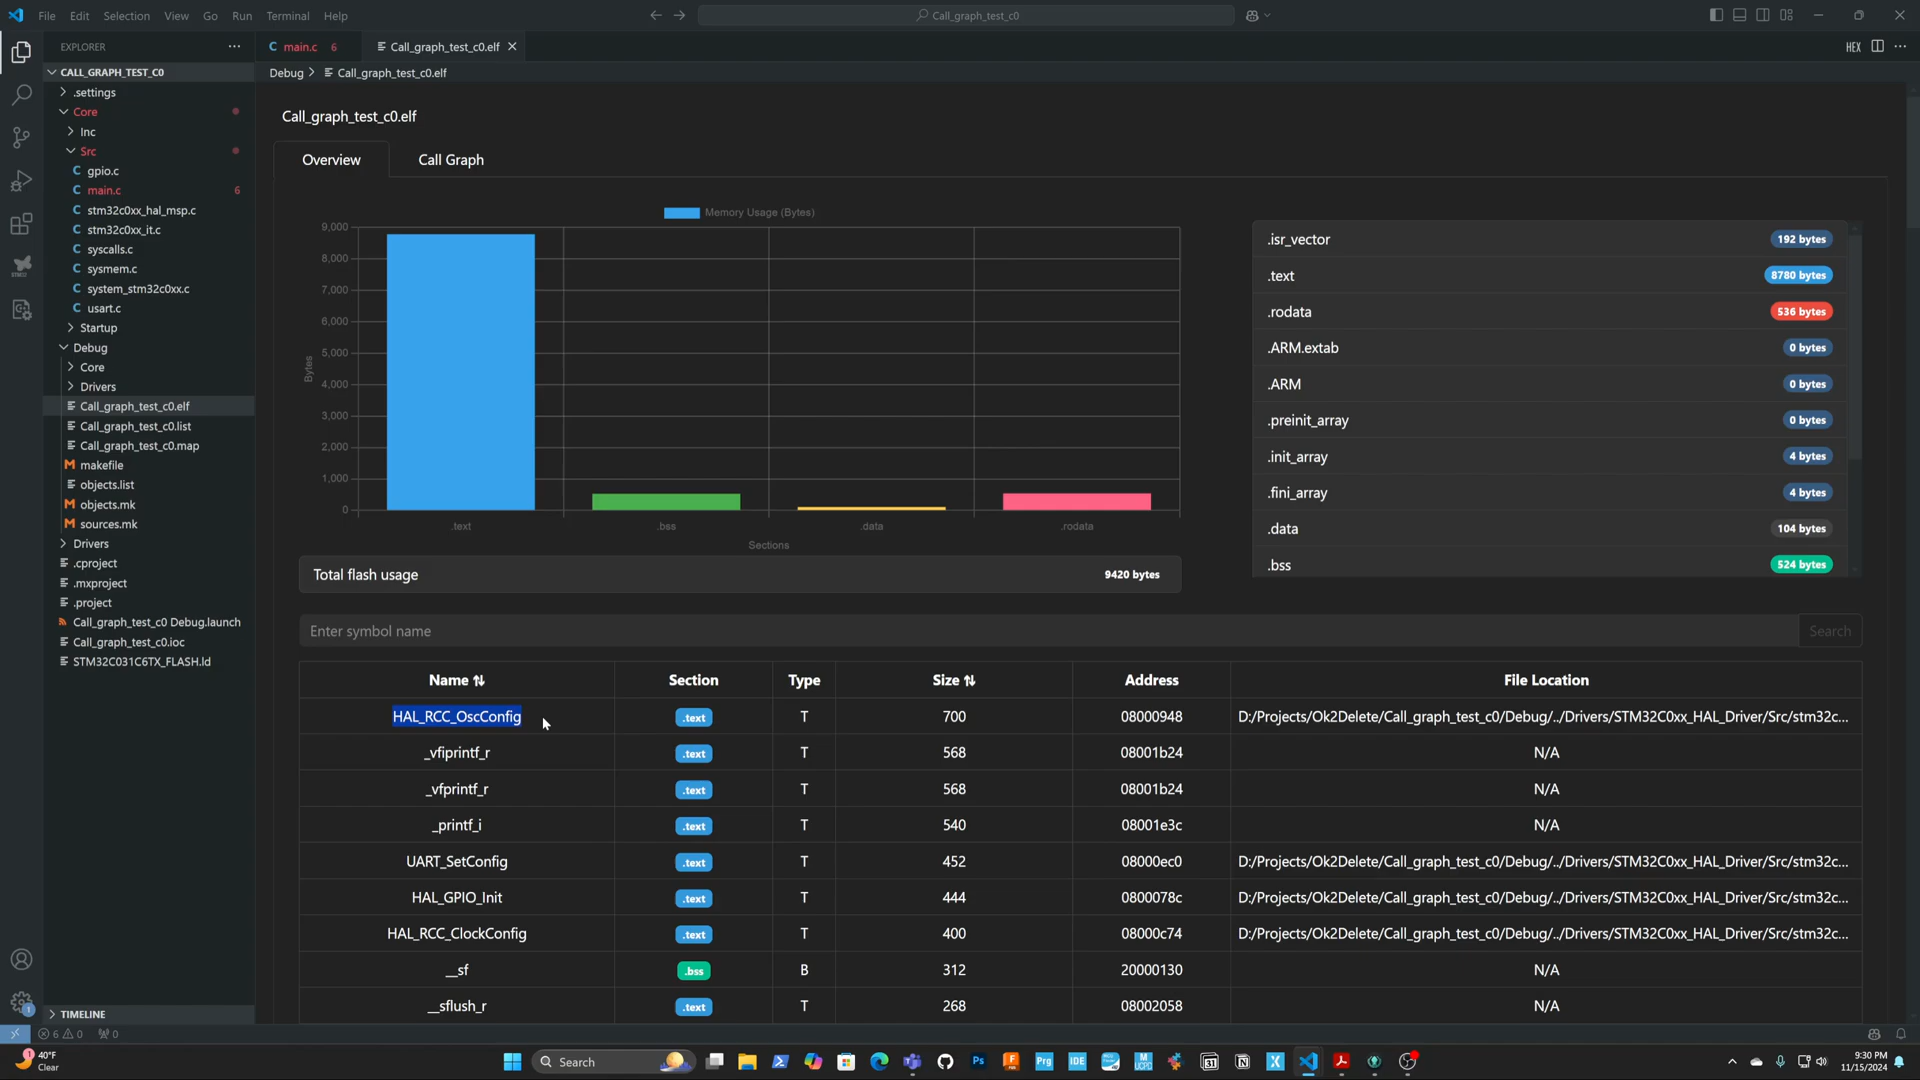 File Edit Selection View Go Run Terminal Help
Call_graph_test_c0
EXPLORER
main.c 6
Call_graph_test_c0.elf
HEX
CALL_GRAPH_TEST_C0
Debug > Call_graph_test_c0.elf
.settings
Core
Inc
Src
gpio.c
main.c 6
stm32c0xx_hal_msp.c
stm32c0xx_it.c
syscalls.c
sysmem.c
system_stm32c0xx.c
usart.c
Startup
Debug
Core
Drivers
Call_graph_test_c0.elf
Call_graph_test_c0.list
Call_graph_test_c0.map
makefile
objects.list
objects.mk
sources.mk
Drivers
.cproject
.mxproject
.project
Call_graph_test_c0 Debug.launch
Call_graph_test_c0.ioc
STM32C031C6TX_FLASH.ld
TIMELINE
Call_graph_test_c0.elf
Overview Call Graph
Memory Usage (Bytes)
9,000
8,000
7,000
6,000
5,000
4,000
3,000
2,000
1,000
0
Bytes
.text .bss .data .rodata
Sections
.isr_vector 192 bytes
.text 8780 bytes
.rodata 536 bytes
.ARM.extab 0 bytes
.ARM 0 bytes
.preinit_array 0 bytes
.init_array 4 bytes
.fini_array 4 bytes
.data 104 bytes
.bss 524 bytes
Total flash usage 9420 bytes
Enter symbol name Search
Name Section Type Size Address File Location
HAL_RCC_OscConfig .text T 700 08000948 D:/Projects/Ok2Delete/Call_graph_test_c0/Debug/../Drivers/STM32C0xx_HAL_Driver/Src/stm32c...
_vfiprintf_r .text T 568 08001b24 N/A
_vfprintf_r .text T 568 08001b24 N/A
_printf_i .text T 540 08001e3c N/A
UART_SetConfig .text T 452 08000ec0 D:/Projects/Ok2Delete/Call_graph_test_c0/Debug/../Drivers/STM32C0xx_HAL_Driver/Src/stm32c...
HAL_GPIO_Init .text T 444 0800078c D:/Projects/Ok2Delete/Call_graph_test_c0/Debug/../Drivers/STM32C0xx_HAL_Driver/Src/stm32c...
HAL_RCC_ClockConfig .text T 400 08000c74 D:/Projects/Ok2Delete/Call_graph_test_c0/Debug/../Drivers/STM32C0xx_HAL_Driver/Src/stm32c...
__sf .bss B 312 20000130 N/A
__sflush_r .text T 268 08002058 N/A
6 0 0
1
40°F
Clear
Search
Ps
Prg
IDE
31
9:30 PM
11/15/2024